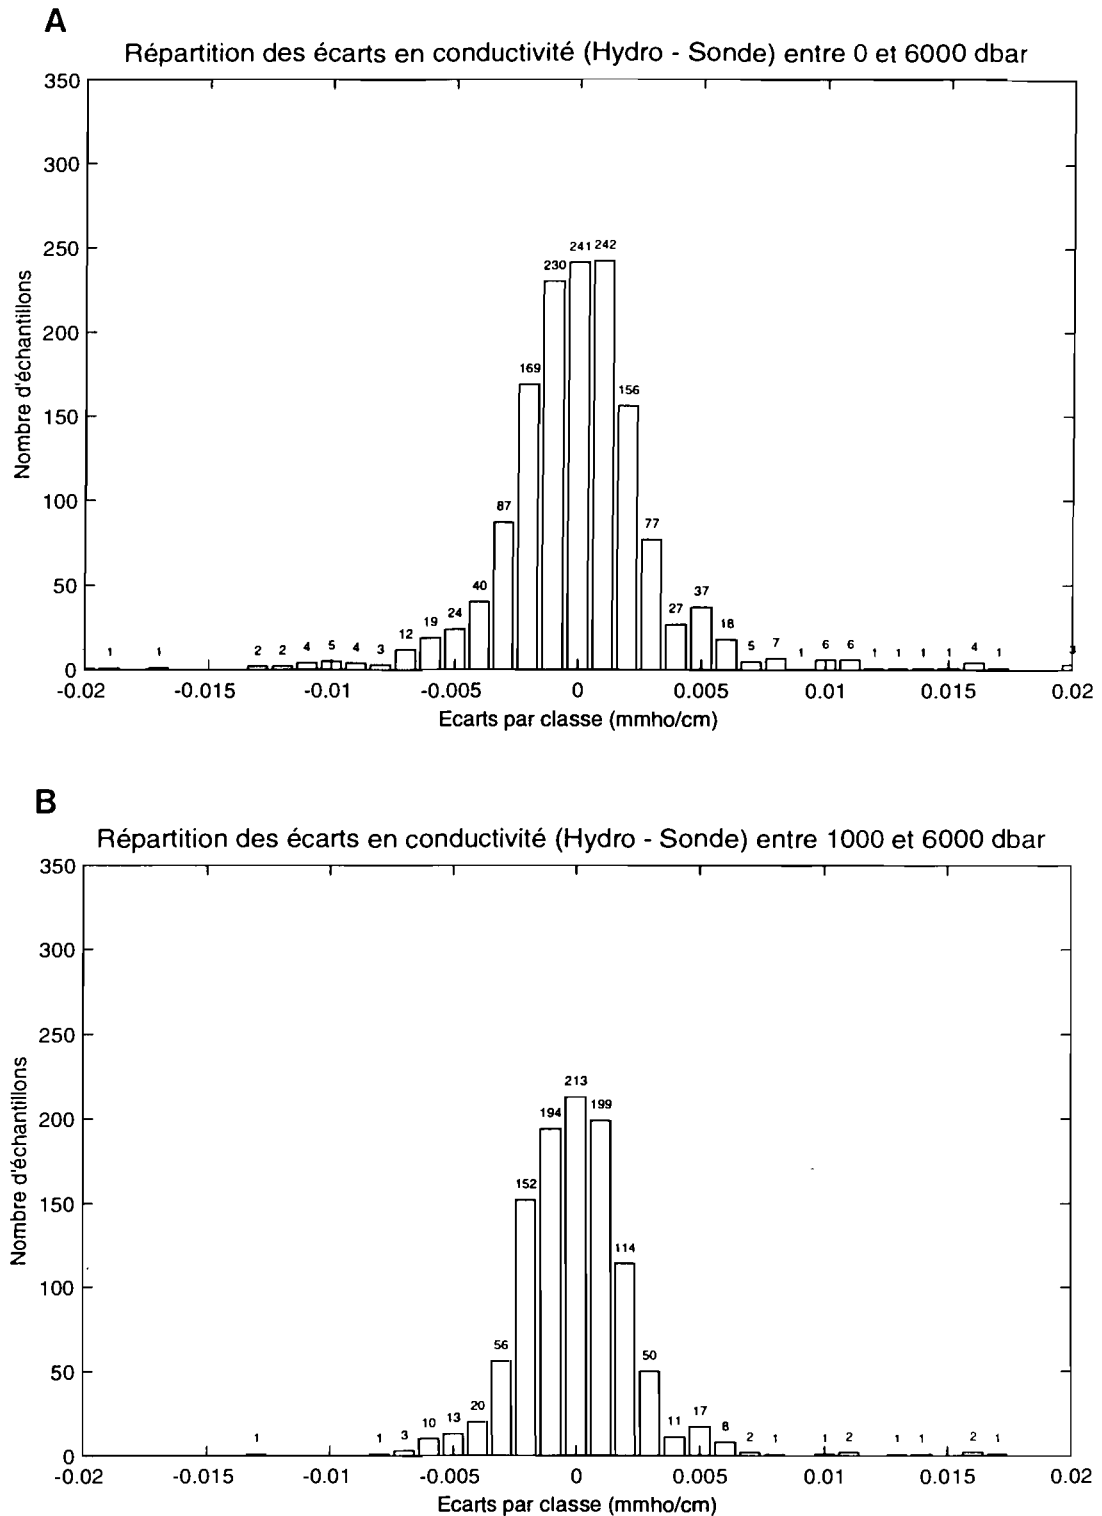 A
Répartition des écarts en conductivité (Hydro - Sonde) entre 0 et 6000 dbar
350
300
250
200
150
100
50
0
Nombre d'échantillons
1 1 2 2 4 5 4 3 12 19 24 40 87 169 230 241 242 156 77 27 37 18 5 7 1 6 6 1 1 1 1 4 1 3
-0.02 -0.015 -0.01 -0.005 0 0.005 0.01 0.015 0.02
Ecarts par classe (mmho/cm)
B
Répartition des écarts en conductivité (Hydro - Sonde) entre 1000 et 6000 dbar
350
300
250
200
150
100
50
0
Nombre d'échantillons
1 1 3 10 13 20 56 152 194 213 199 114 50 11 17 8 2 1 1 2 1 1 2 1
-0.02 -0.015 -0.01 -0.005 0 0.005 0.01 0.015 0.02
Ecarts par classe (mmho/cm)